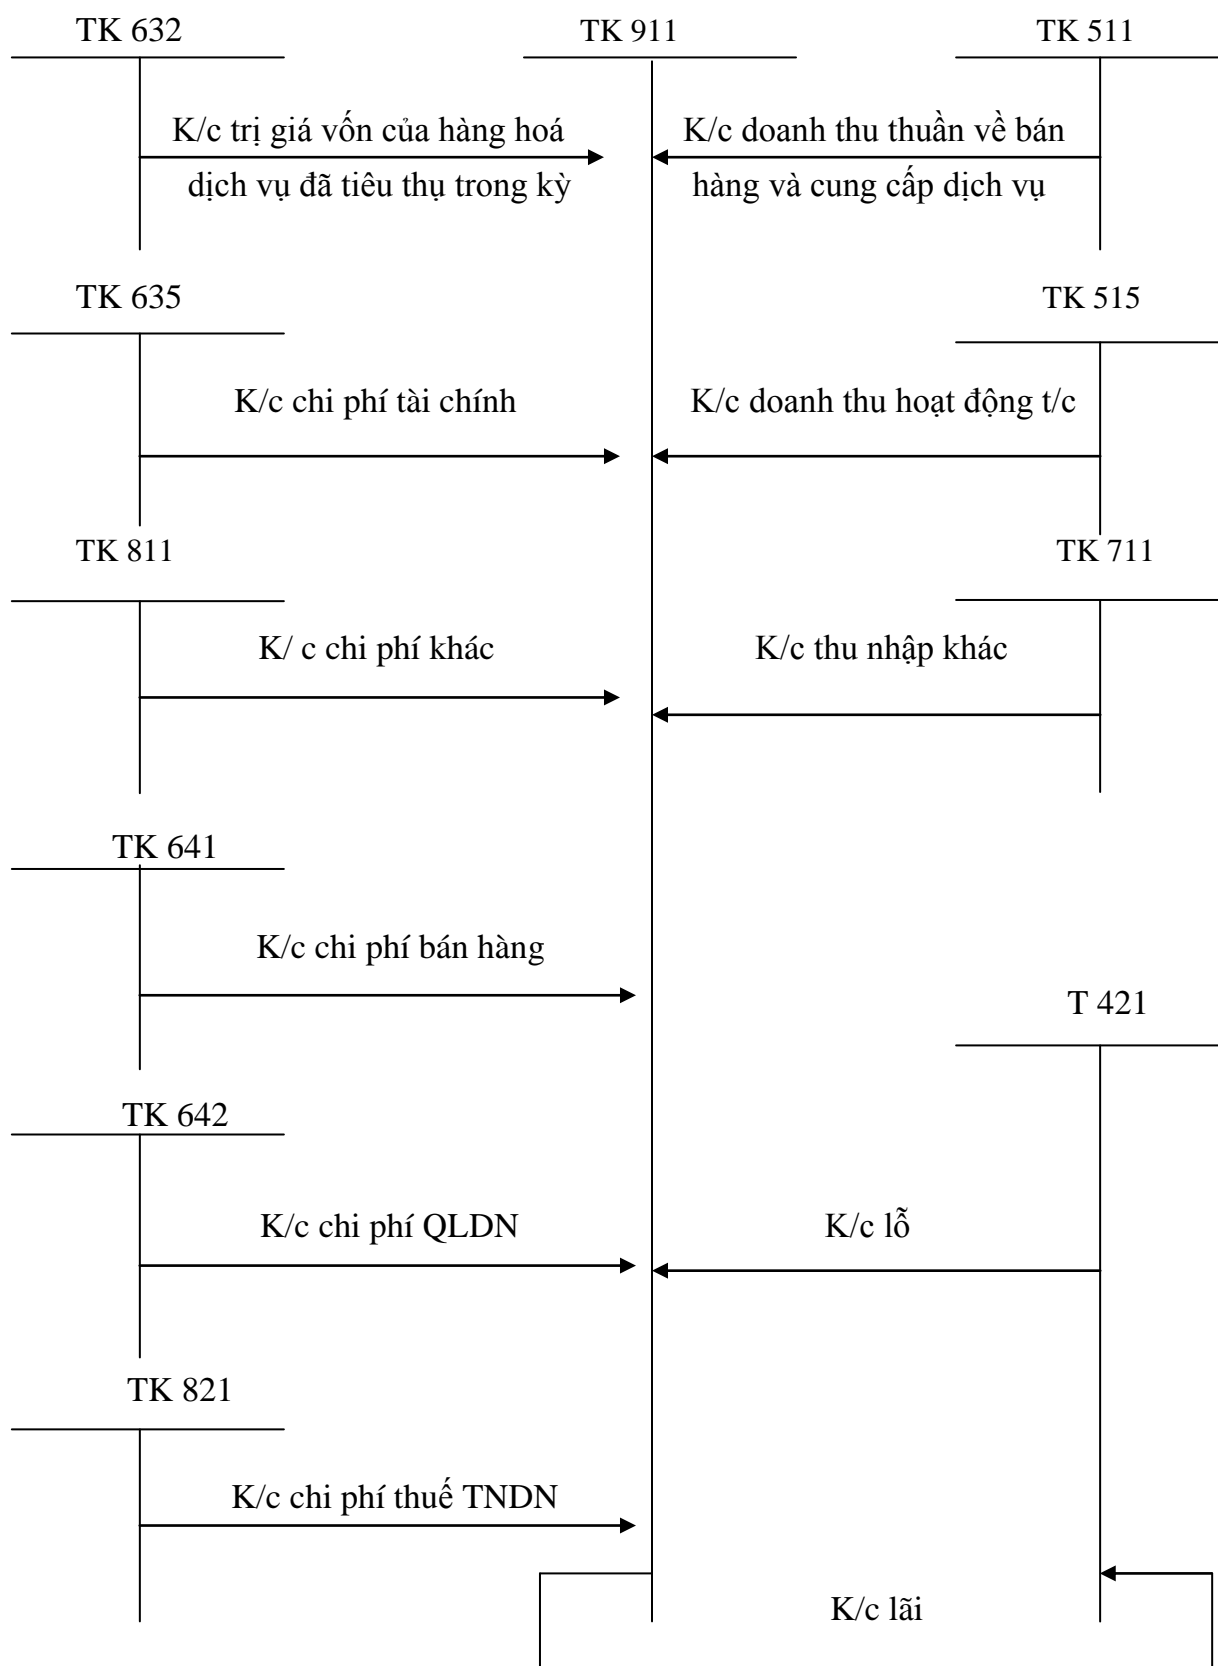 TK 632
TK 911
TK 511
K/c trị giá vốn của hàng hoá
dịch vụ đã tiêu thụ trong kỳ
K/c doanh thu thuần về bán
hàng và cung cấp dịch vụ
TK 635
TK 515
K/c chi phí tài chính
K/c doanh thu hoạt động t/c
TK 811
TK 711
K/ c chi phí khác
K/c thu nhập khác
TK 641
K/c chi phí bán hàng
T 421
TK 642
K/c chi phí QLDN
K/c lỗ
TK 821
K/c chi phí thuế TNDN
K/c lãi